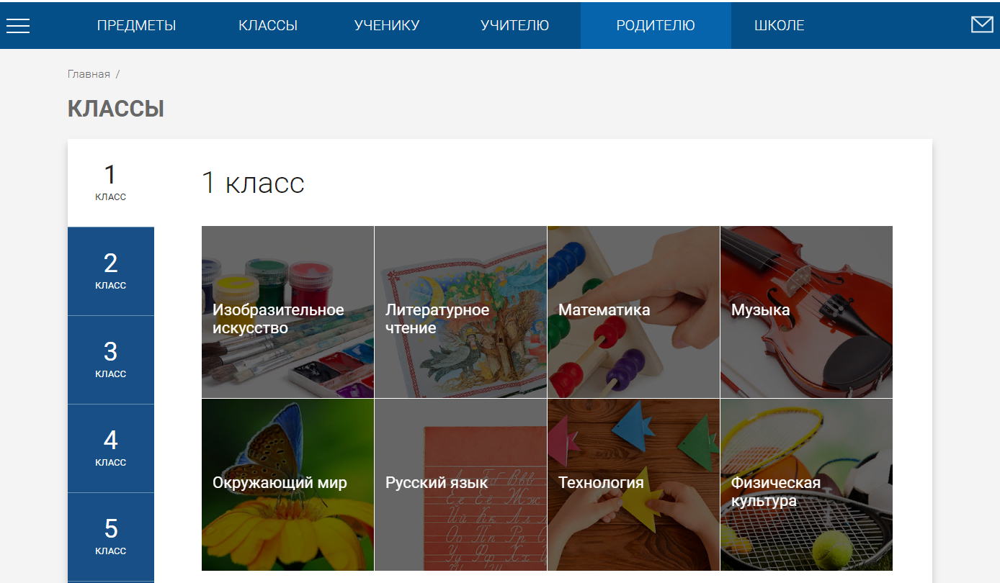 ПРЕДМЕТЫ КЛАССЫ УЧЕНИКУ УЧИТЕЛЮ РОДИТЕЛЮ ШКОЛЕ
Главная /
КЛАССЫ
1
КЛАСС
2
КЛАСС
3
КЛАСС
4
КЛАСС
5
КЛАСС
1 класс
Изобразительное
искусство
Литературное
чтение
Математика
Музыка
Окружающий мир
Русский язык
Технология
Физическая
культура